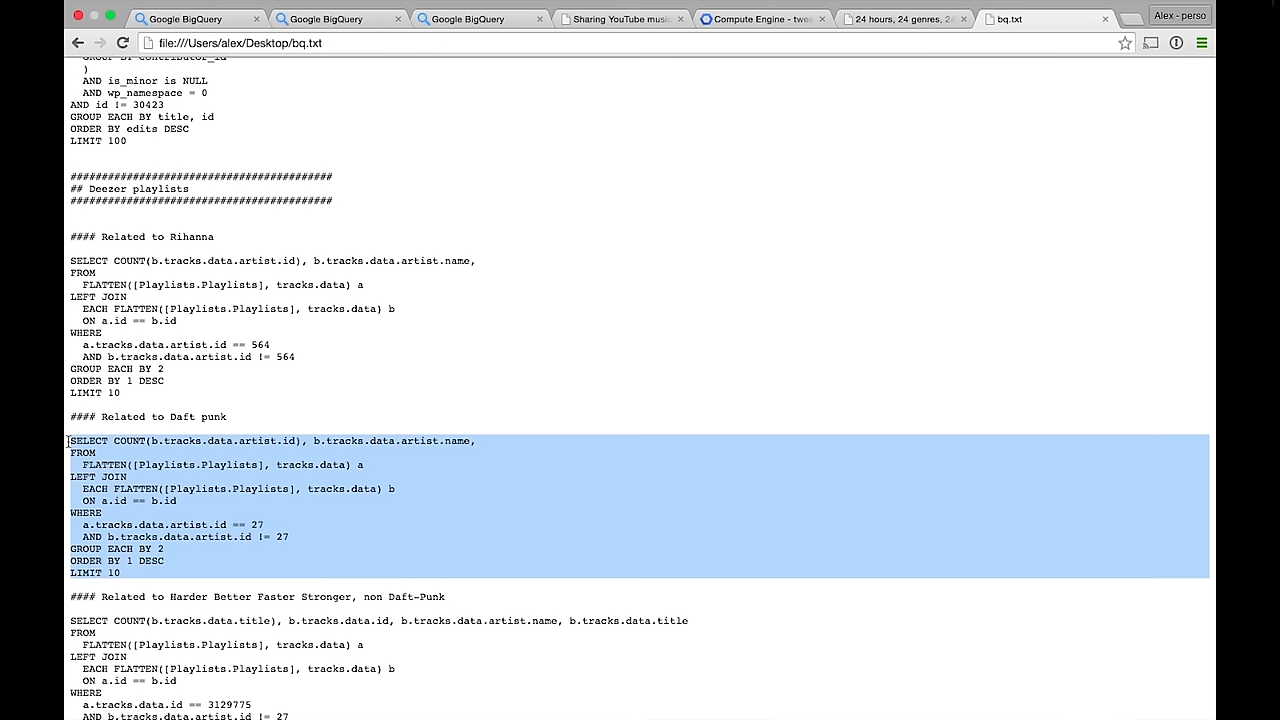 Google BigQuery
Google BigQuery
Google BigQuery
Sharing YouTube music
Compute Engine - twe
24 hours, 24 genres, 24
bq.txt
Alex - perso
file:///Users/alex/Desktop/bq.txt
GROUP BY contributor_id
)
AND is_minor is NULL
AND wp_namespace = 0
AND id != 30423
GROUP EACH BY title, id
ORDER BY edits DESC
LIMIT 100
##########################################
## Deezer playlists
##########################################
#### Related to Rihanna
SELECT COUNT(b.tracks.data.artist.id), b.tracks.data.artist.name,
FROM
FLATTEN([Playlists.Playlists], tracks.data) a
LEFT JOIN
EACH FLATTEN([Playlists.Playlists], tracks.data) b
ON a.id == b.id
WHERE
a.tracks.data.artist.id == 564
AND b.tracks.data.artist.id != 564
GROUP EACH BY 2
ORDER BY 1 DESC
LIMIT 10
#### Related to Daft punk
SELECT COUNT(b.tracks.data.artist.id), b.tracks.data.artist.name,
FROM
FLATTEN([Playlists.Playlists], tracks.data) a
LEFT JOIN
EACH FLATTEN([Playlists.Playlists], tracks.data) b
ON a.id == b.id
WHERE
a.tracks.data.artist.id == 27
AND b.tracks.data.artist.id != 27
GROUP EACH BY 2
ORDER BY 1 DESC
LIMIT 10
#### Related to Harder Better Faster Stronger, non Daft-Punk
SELECT COUNT(b.tracks.data.title), b.tracks.data.id, b.tracks.data.artist.name, b.tracks.data.title
FROM
FLATTEN([Playlists.Playlists], tracks.data) a
LEFT JOIN
EACH FLATTEN([Playlists.Playlists], tracks.data) b
ON a.id == b.id
WHERE
a.tracks.data.id == 3129775
AND b.tracks.data.artist.id != 27